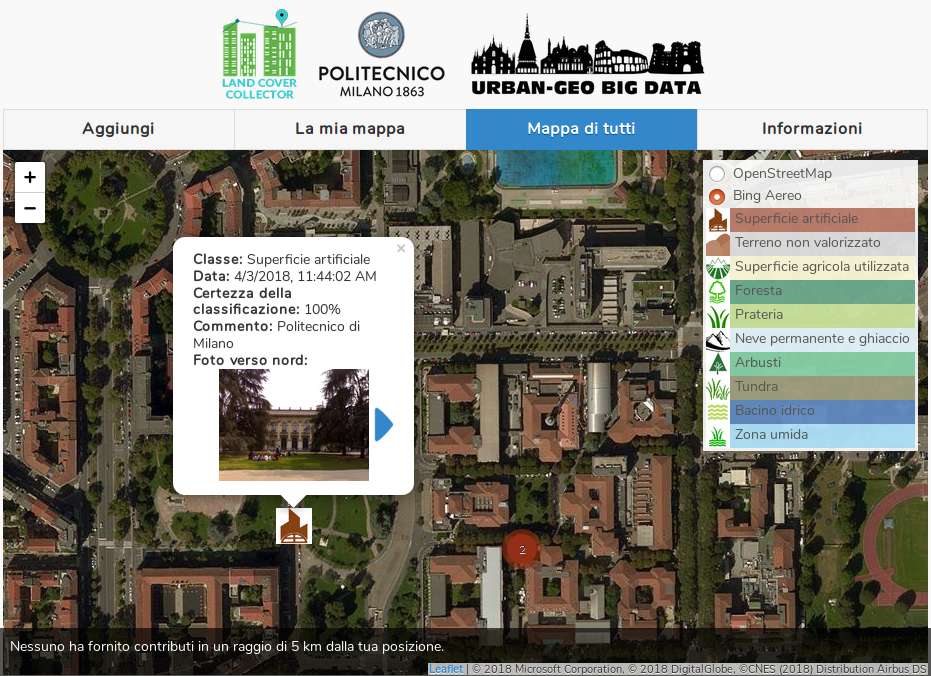 LAND COVER
COLLECTOR
POLITECNICO
MILANO 1863
URBAN-GEO BIG DATA
Aggiungi
La mia mappa
Mappa di tutti
Informazioni
+
−
OpenStreetMap
Bing Aereo
Superficie artificiale
Terreno non valorizzato
Superficie agricola utilizzata
Foresta
Prateria
Neve permanente e ghiaccio
Arbusti
Tundra
Bacino idrico
Zona umida
×
Classe: Superficie artificiale
Data: 4/3/2018, 11:44:02 AM
Certezza della
classificazione: 100%
Commento: Politecnico di
Milano
Foto verso nord:
2
Nessuno ha fornito contributi in un raggio di 5 km dalla tua posizione.
Leaflet | © 2018 Microsoft Corporation, © 2018 DigitalGlobe, ©CNES (2018) Distribution Airbus DS